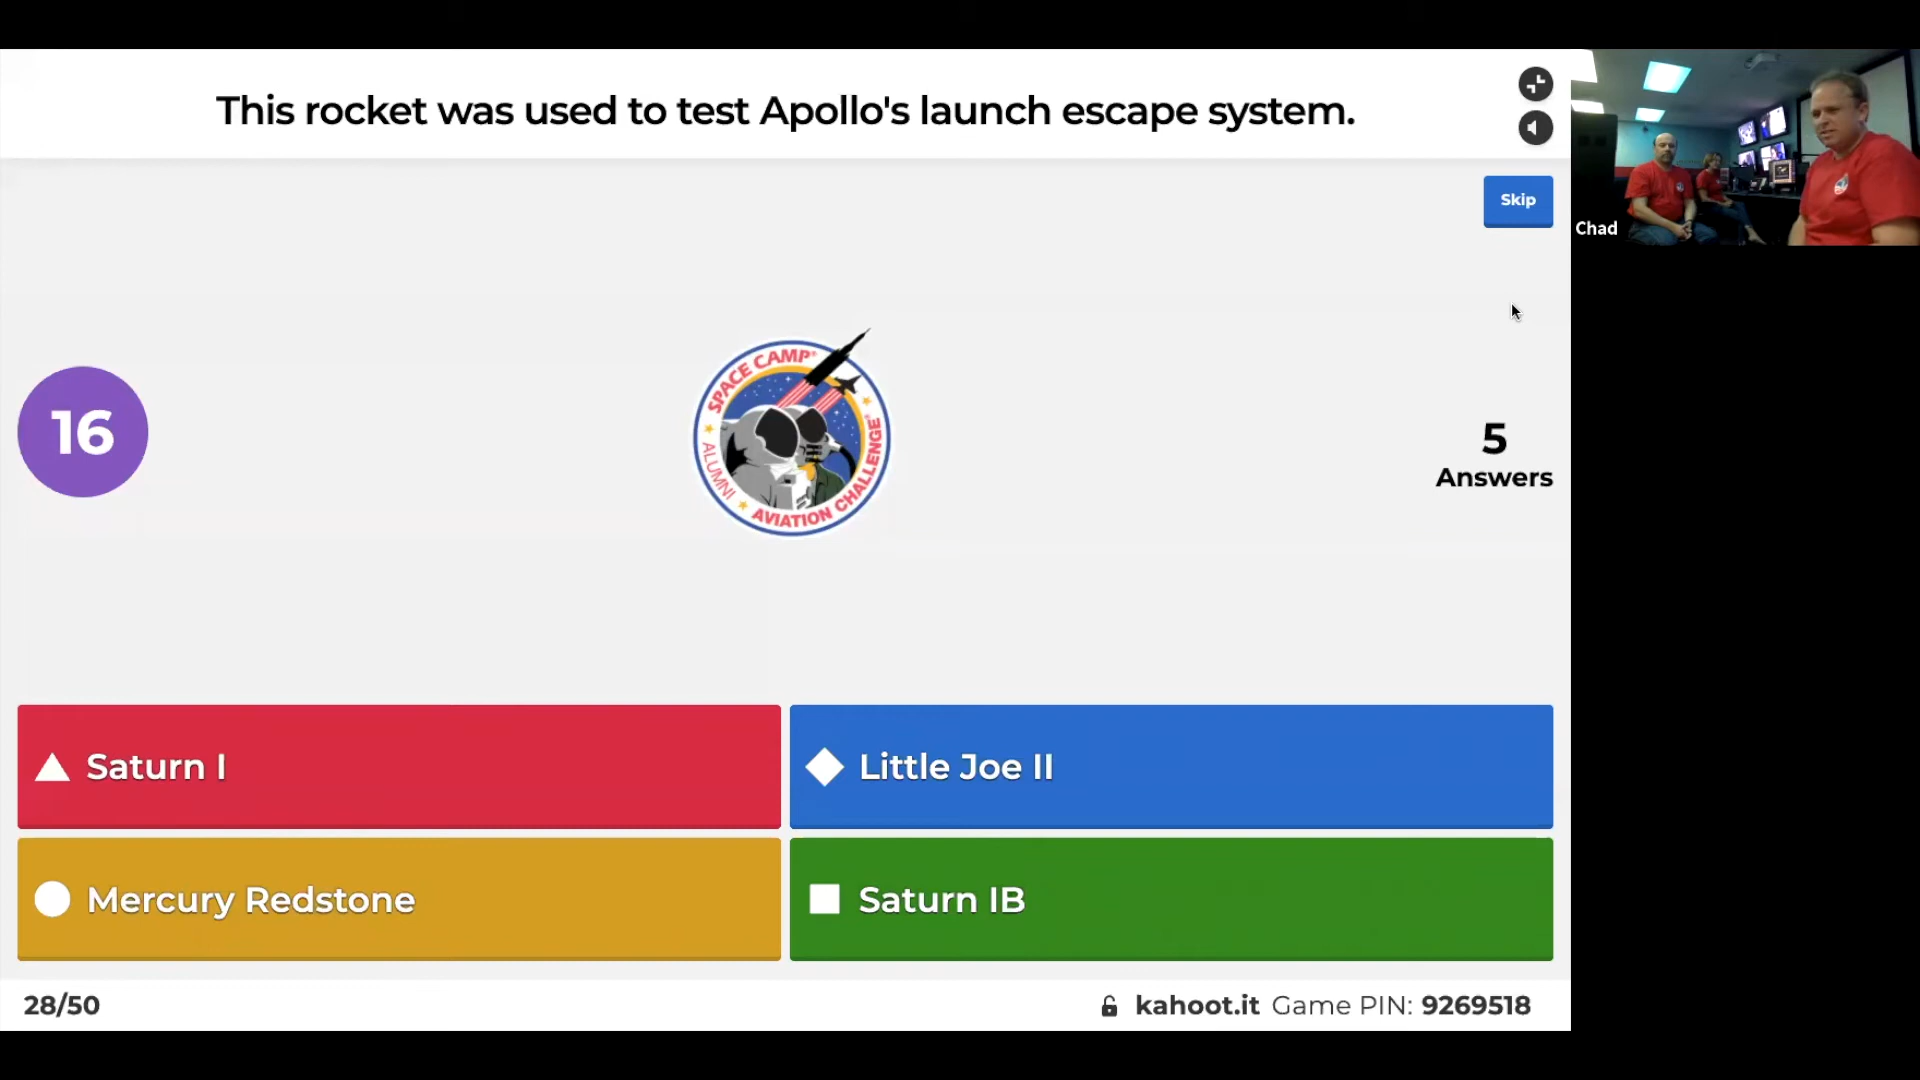 This rocket was used to test Apollo's launch escape system.
Skip
Chad
SPACE CAMP®
ALUMNI
AVIATION CHALLENGE®
16
5
Answers
Saturn I
Little Joe II
Mercury Redstone
Saturn IB
28/50
kahoot.it Game PIN: 9269518